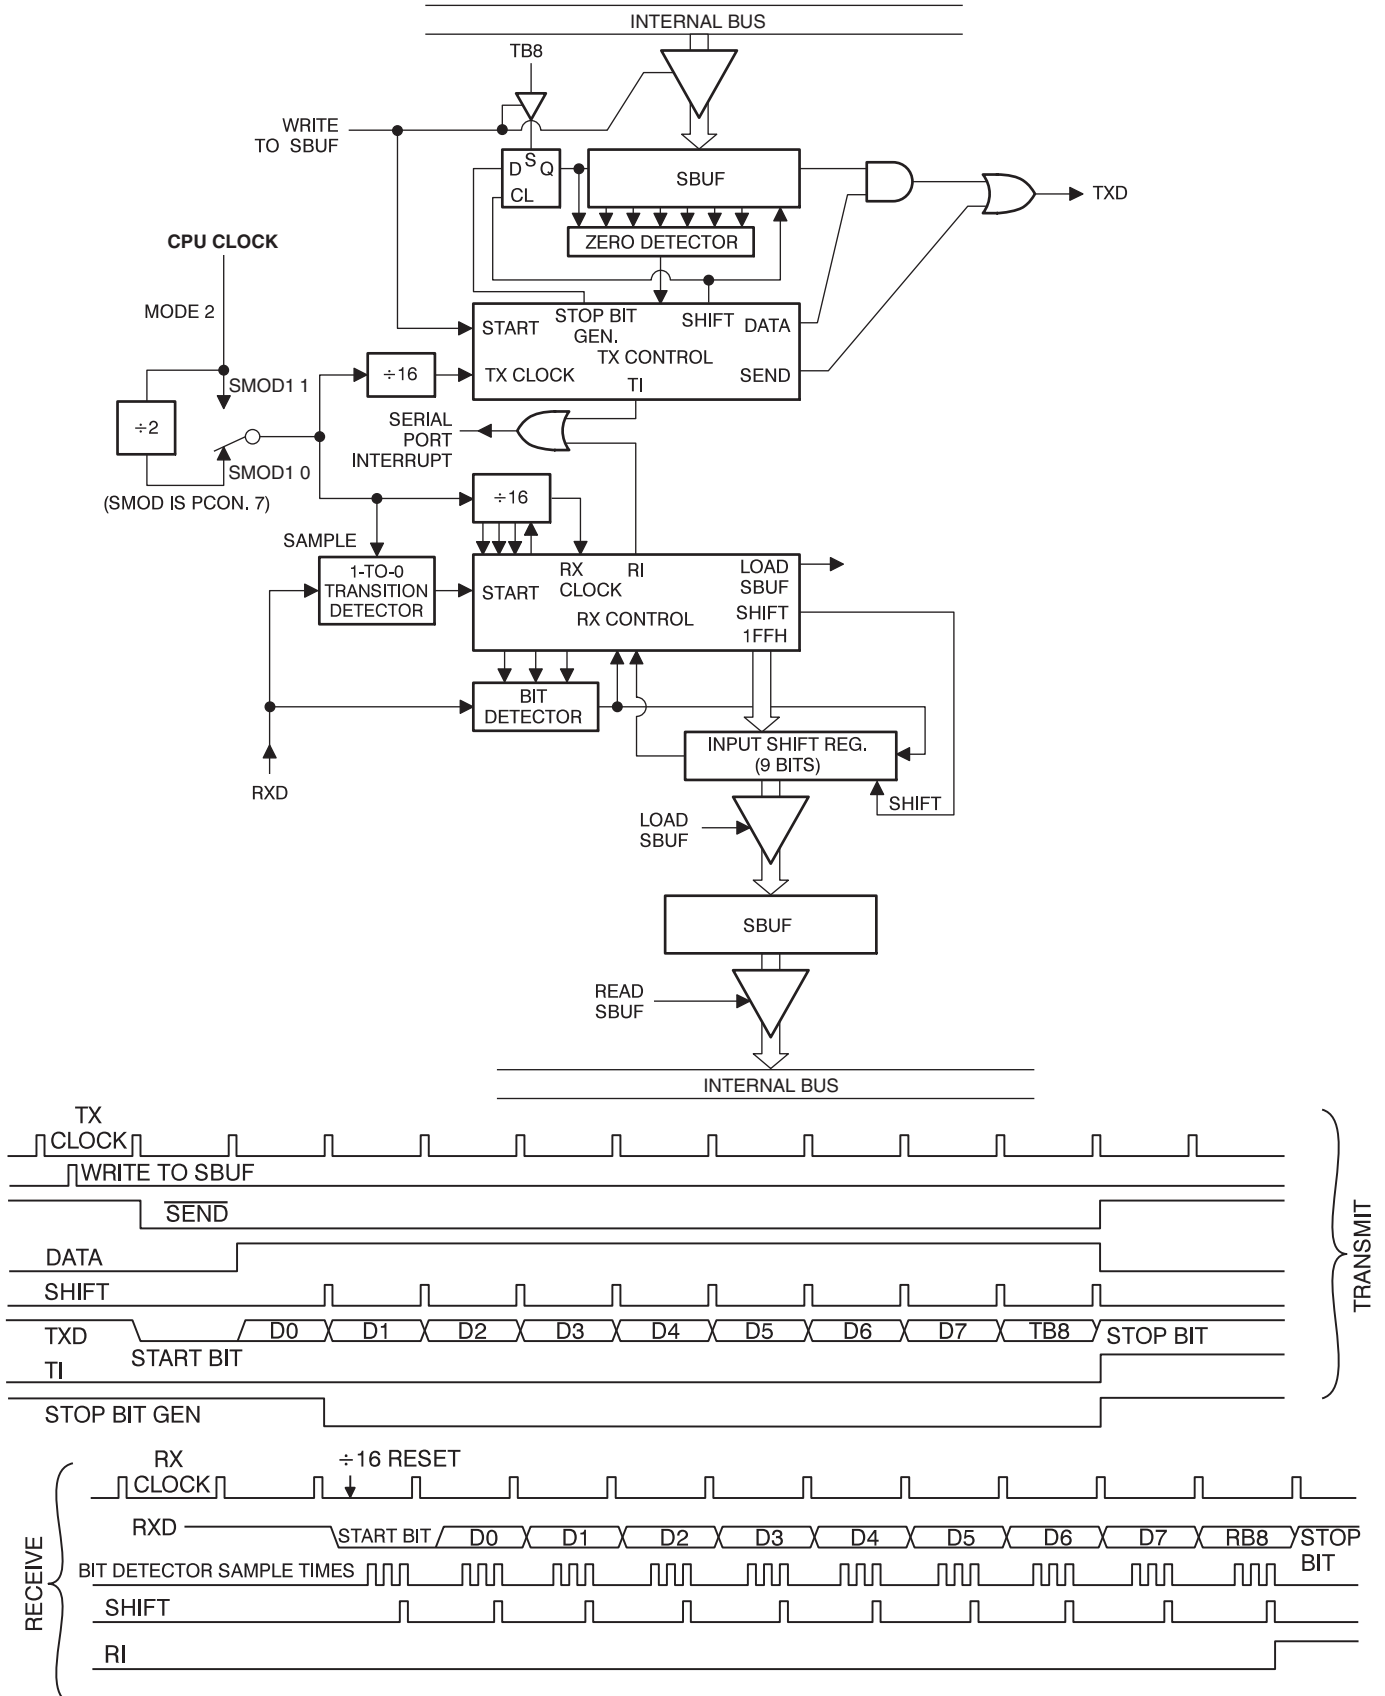 INTERNAL BUS
TB8
WRITE
TO SBUF
D S Q
CL
SBUF
TXD
ZERO DETECTOR
CPU CLOCK
MODE 2
START
STOP BIT
GEN.
SHIFT
DATA
TX CONTROL
TX CLOCK
TI
SEND
÷16
SMOD1 1
÷2
SMOD1 0
(SMOD IS PCON. 7)
SERIAL
PORT
INTERRUPT
÷16
SAMPLE
1-TO-0
TRANSITION
DETECTOR
START
RX
CLOCK
RI
LOAD
SBUF
SHIFT
RX CONTROL
1FFH
BIT
DETECTOR
INPUT SHIFT REG.
(9 BITS)
RXD
SHIFT
LOAD
SBUF
SBUF
READ
SBUF
INTERNAL BUS
TX
CLOCK
WRITE TO SBUF
SEND
DATA
SHIFT
TXD
START BIT
D0 D1 D2 D3 D4 D5 D6 D7 TB8
STOP BIT
TI
STOP BIT GEN
TRANSMIT
RX
CLOCK
÷16 RESET
RXD
START BIT
D0 D1 D2 D3 D4 D5 D6 D7 RB8
STOP
BIT
BIT DETECTOR SAMPLE TIMES
SHIFT
RI
RECEIVE